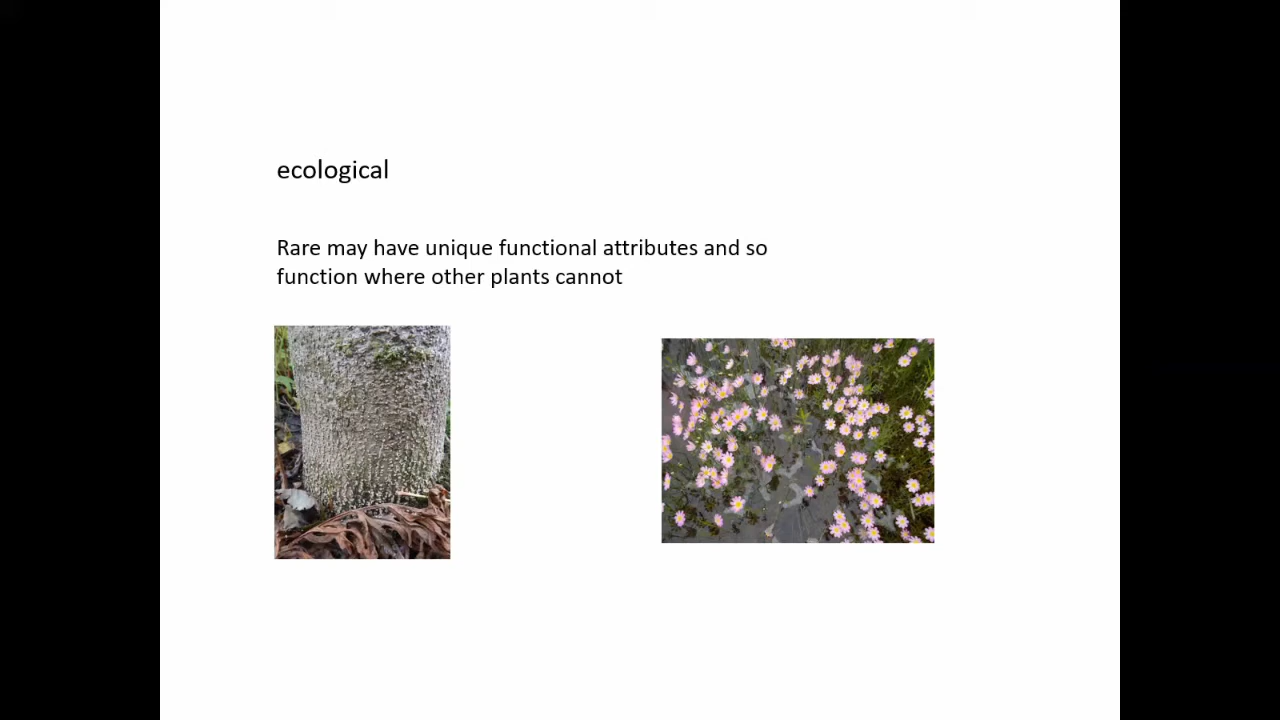 ecological
Rare may have unique functional attributes and so
function where other plants cannot